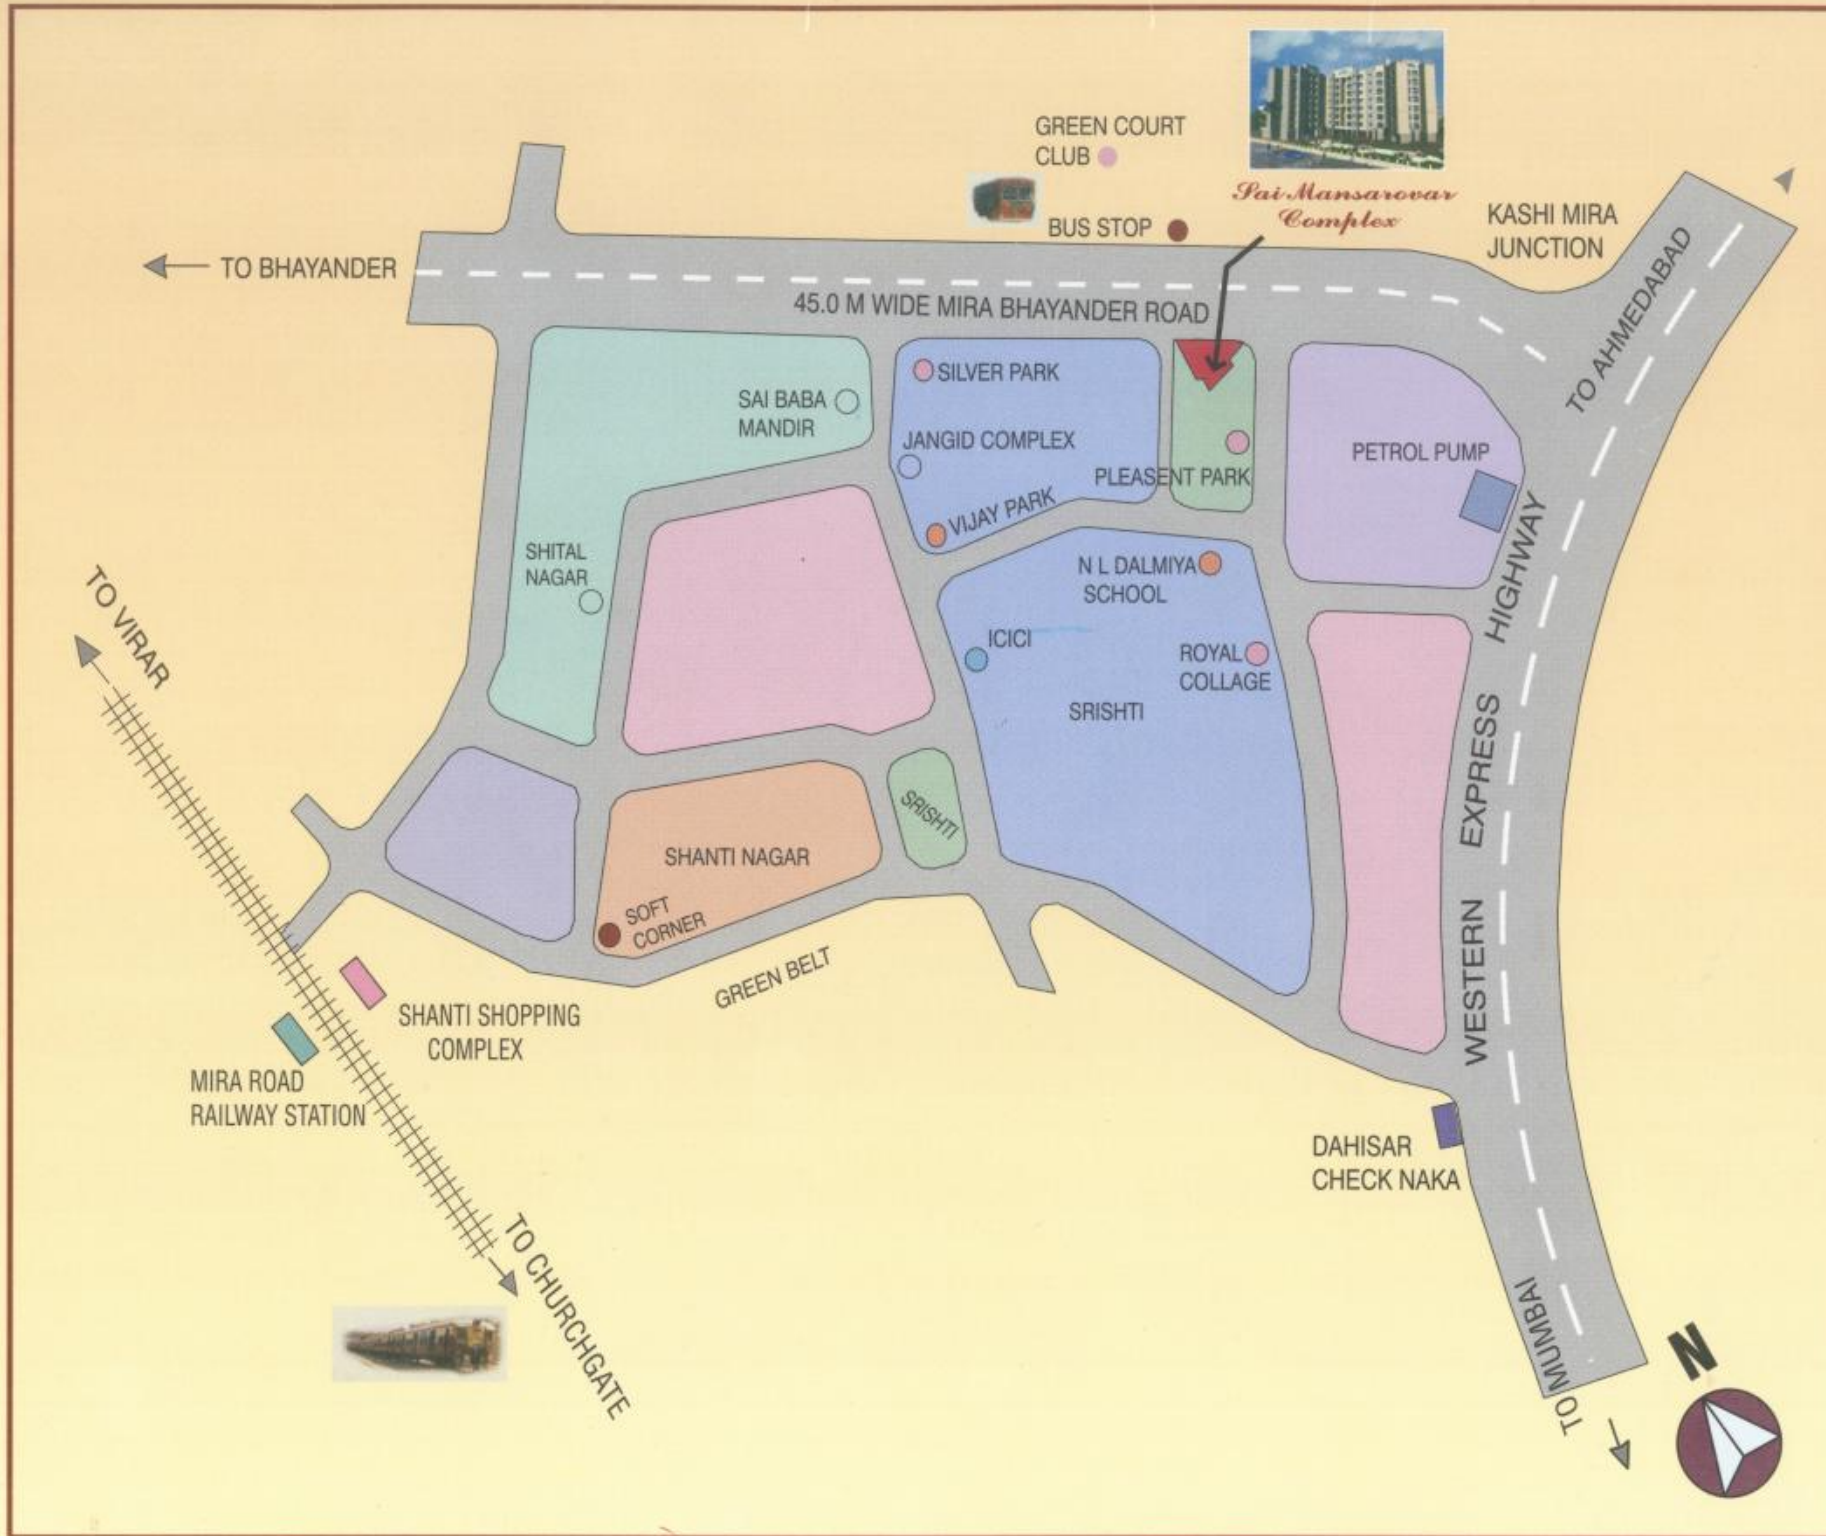 GREEN COURT
CLUB
Sai Mansarovar
Complex
BUS STOP
KASHI MIRA
JUNCTION
TO BHAYANDER
45.0 M WIDE MIRA BHAYANDER ROAD
TO AHMEDABAD
SILVER PARK
SAI BABA
MANDIR
JANGID COMPLEX
PLEASENT PARK
PETROL PUMP
VIJAY PARK
SHITAL
NAGAR
N L DALMIYA
SCHOOL
ICICI
ROYAL
COLLAGE
SRISHTI
WESTERN EXPRESS HIGHWAY
TO VIRAR
SRISHTI
SHANTI NAGAR
SOFT
CORNER
GREEN BELT
SHANTI SHOPPING
COMPLEX
MIRA ROAD
RAILWAY STATION
DAHISAR
CHECK NAKA
TO CHURCHGATE
TO MUMBAI
N